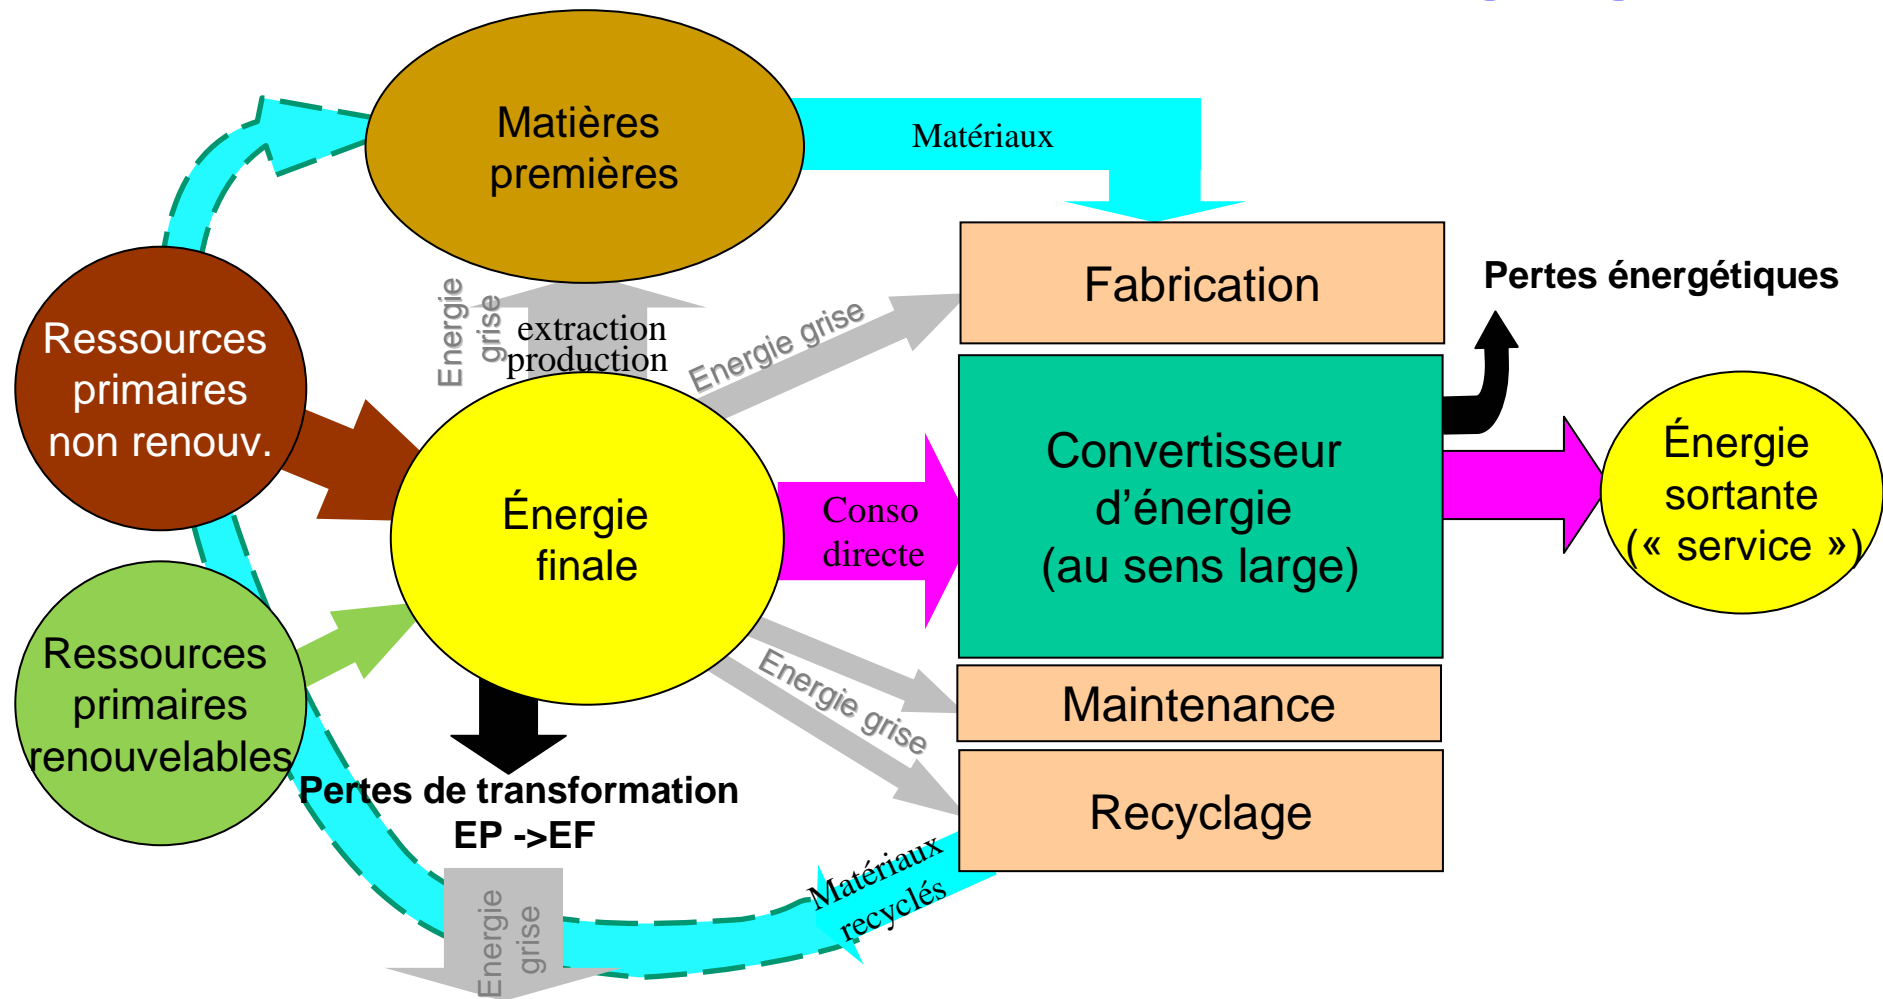 Matières
premières
Matériaux
Fabrication
Pertes énergétiques
Ressources
primaires
non renouv.
Energie
grise
extraction
production
Energie grise
Énergie
finale
Conso
directe
Convertisseur
d’énergie
(au sens large)
Énergie
sortante
(« service »)
Ressources
primaires
renouvelables
Energie grise
Maintenance
Pertes de transformation
EP ->EF
Recyclage
Matériaux
recyclés
Energie
grise